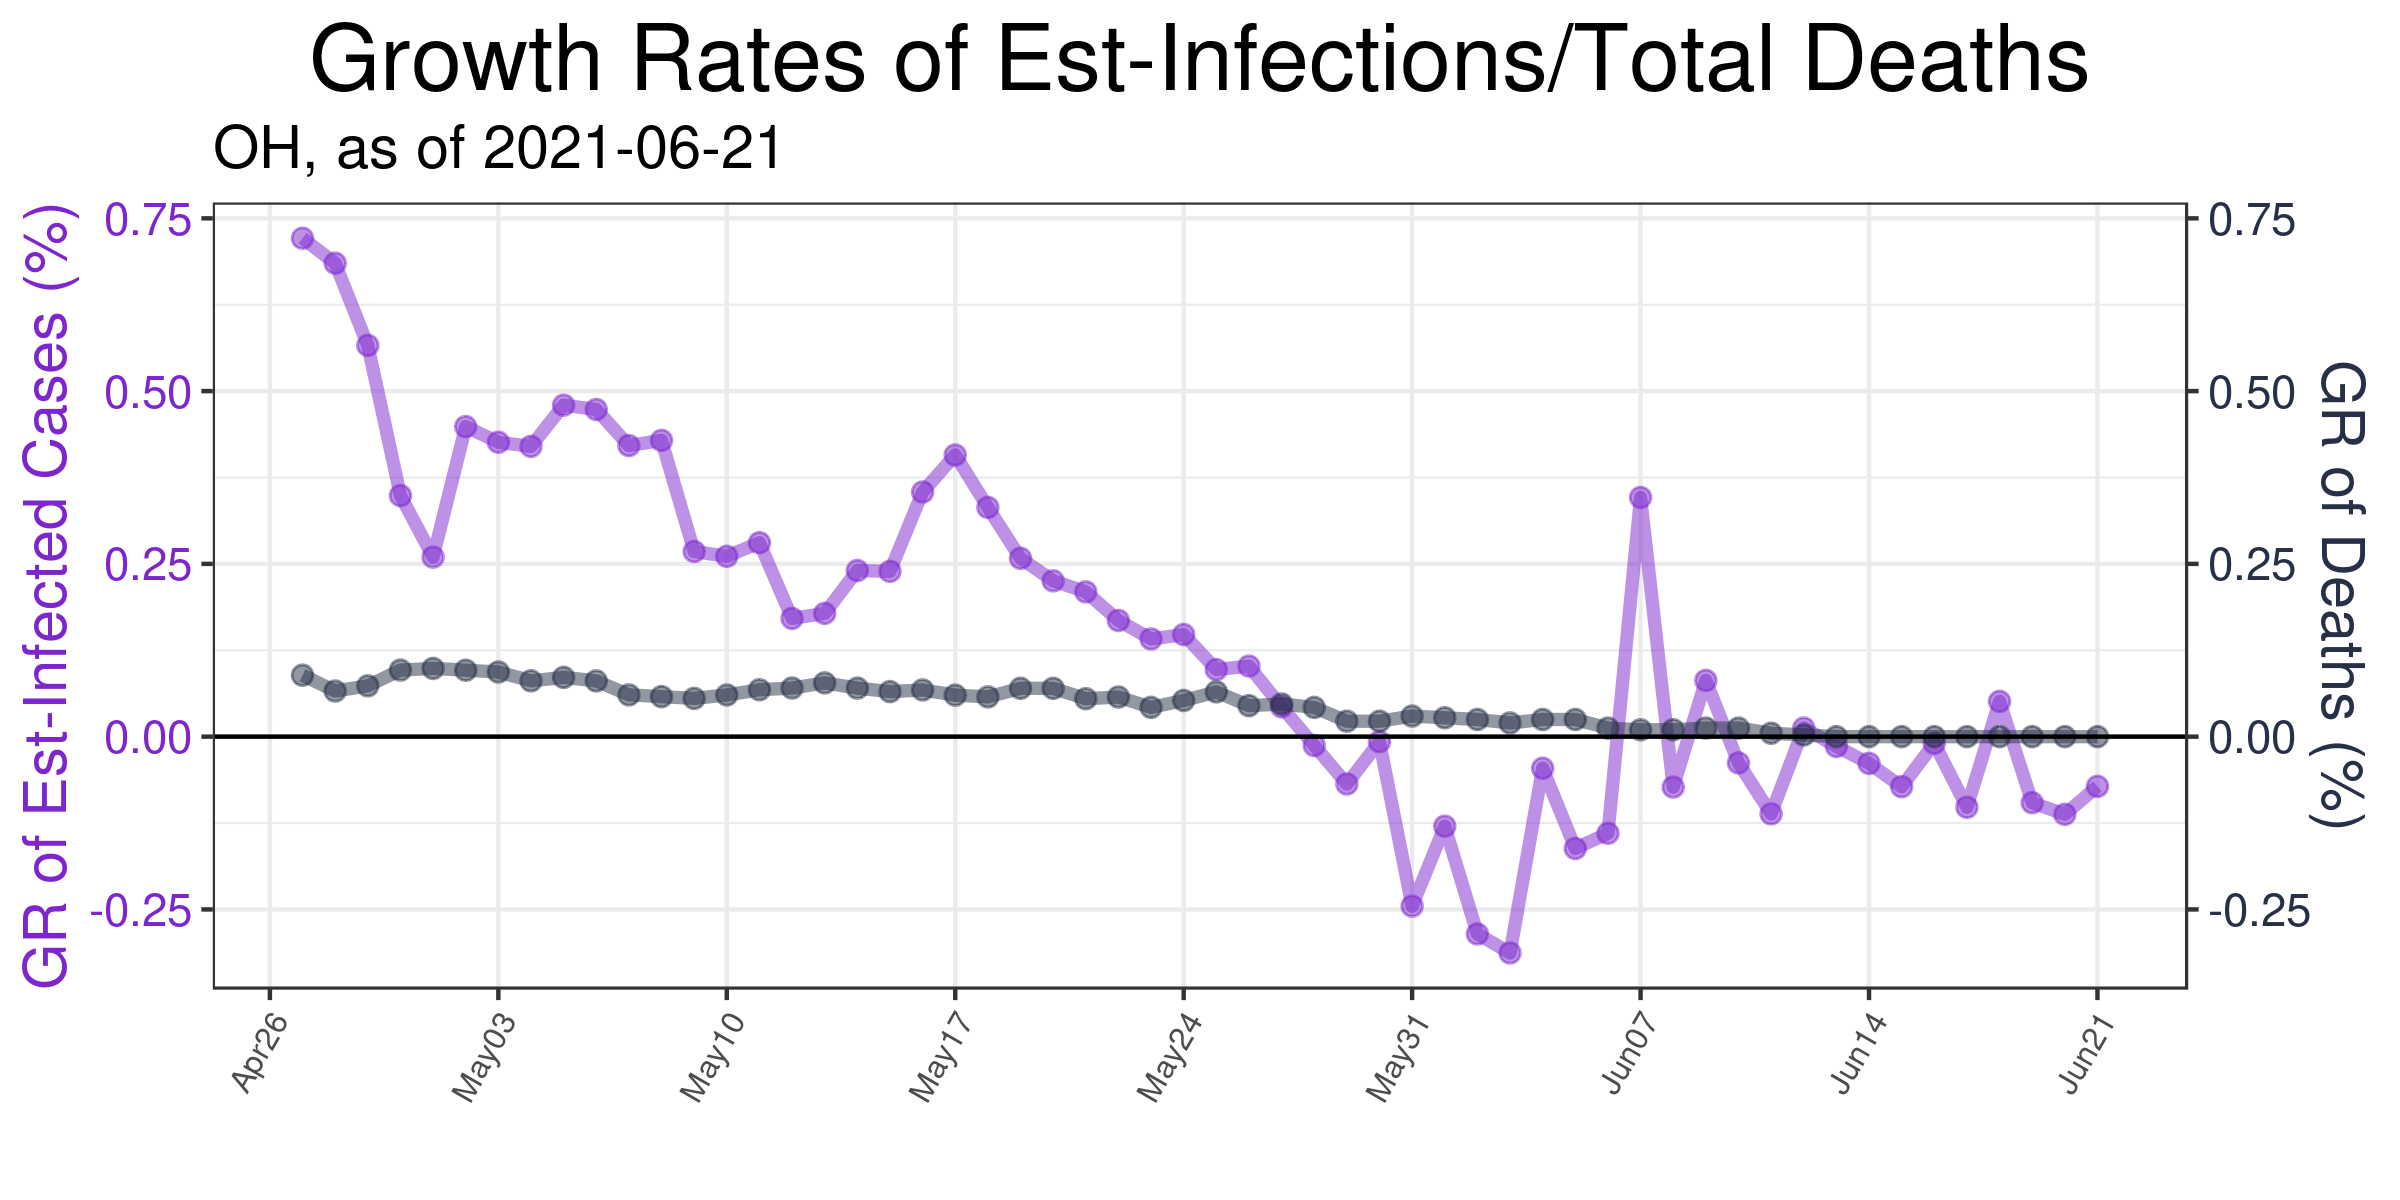 Growth Rates of Est-Infections/Total Deaths
OH, as of 2021-06-21
GR of Est-Infected Cases (%)
0.75
0.50
0.25
0.00
-0.25
0.75
0.50
0.25
0.00
-0.25
GR of Deaths (%)
Apr26
May03
May10
May17
May24
May31
Jun07
Jun14
Jun21